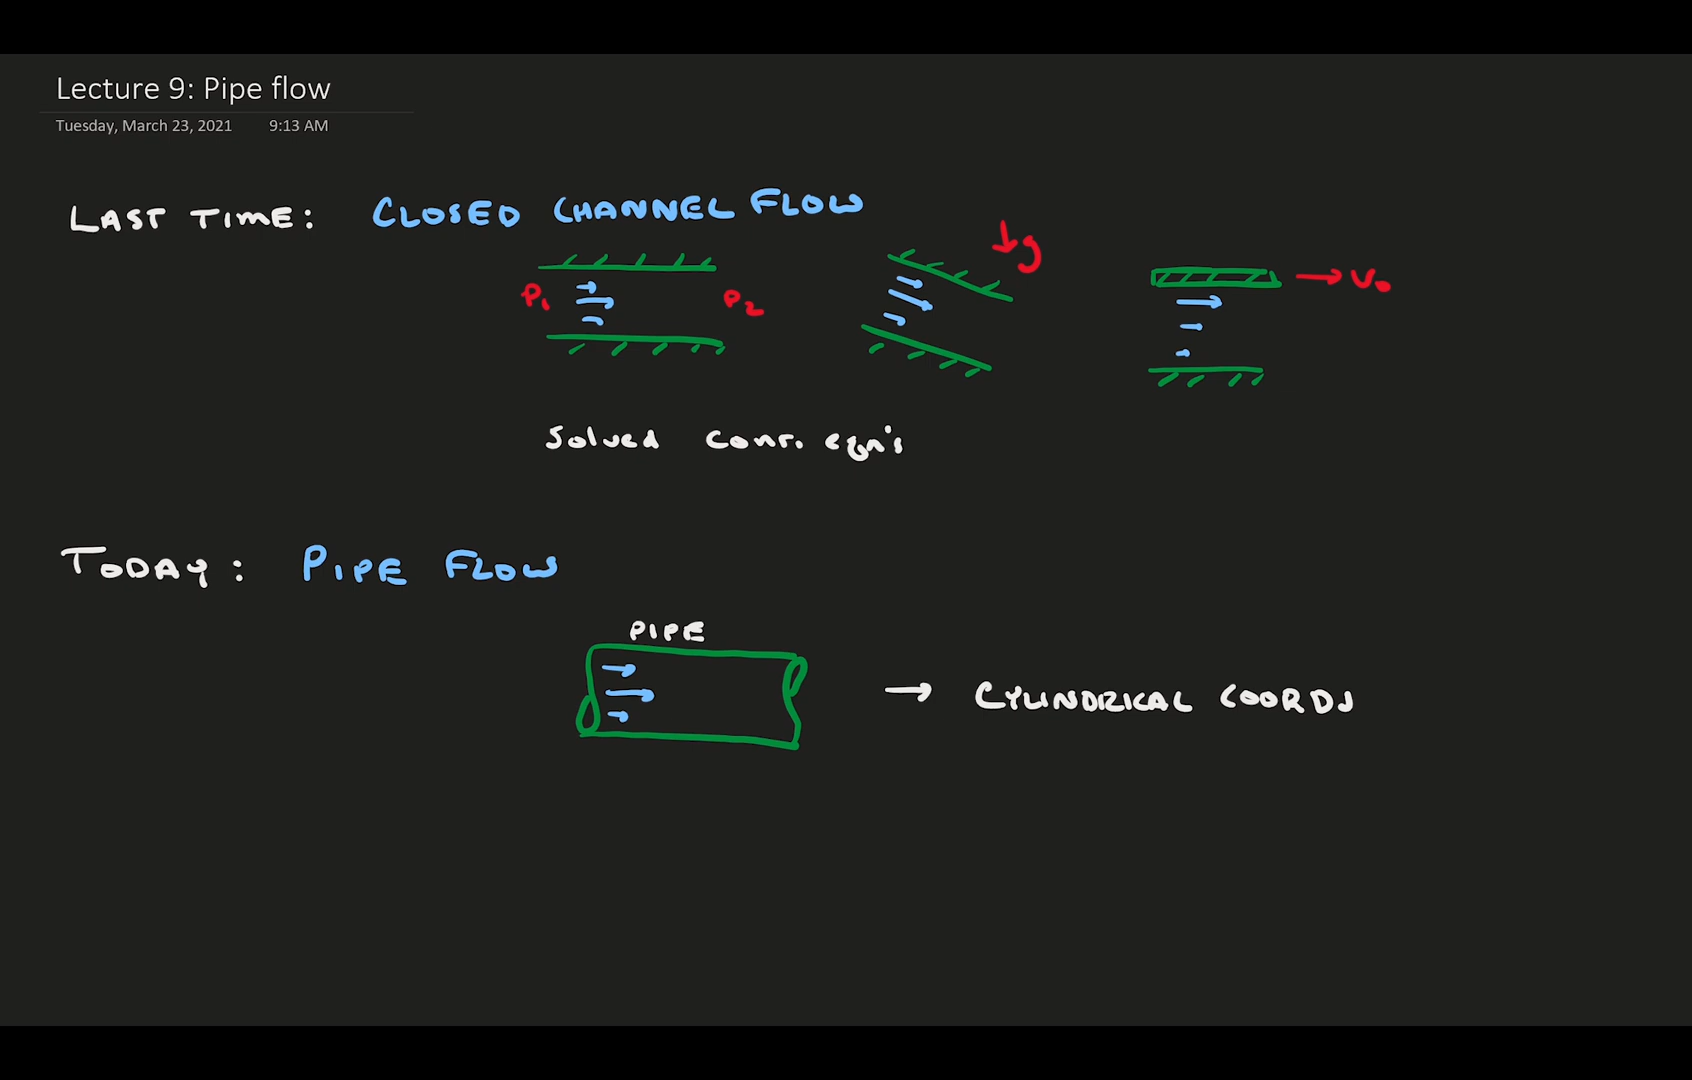 Lecture 9: Pipe flow
Tuesday, March 23, 2021 9:13 AM
LAST TIME: CLOSED CHANNEL FLOW
P1 P2 g V0
Solved cons. eqn's
TODAY: PIPE FLOW
PIPE
→ CYLINDRICAL COORDS